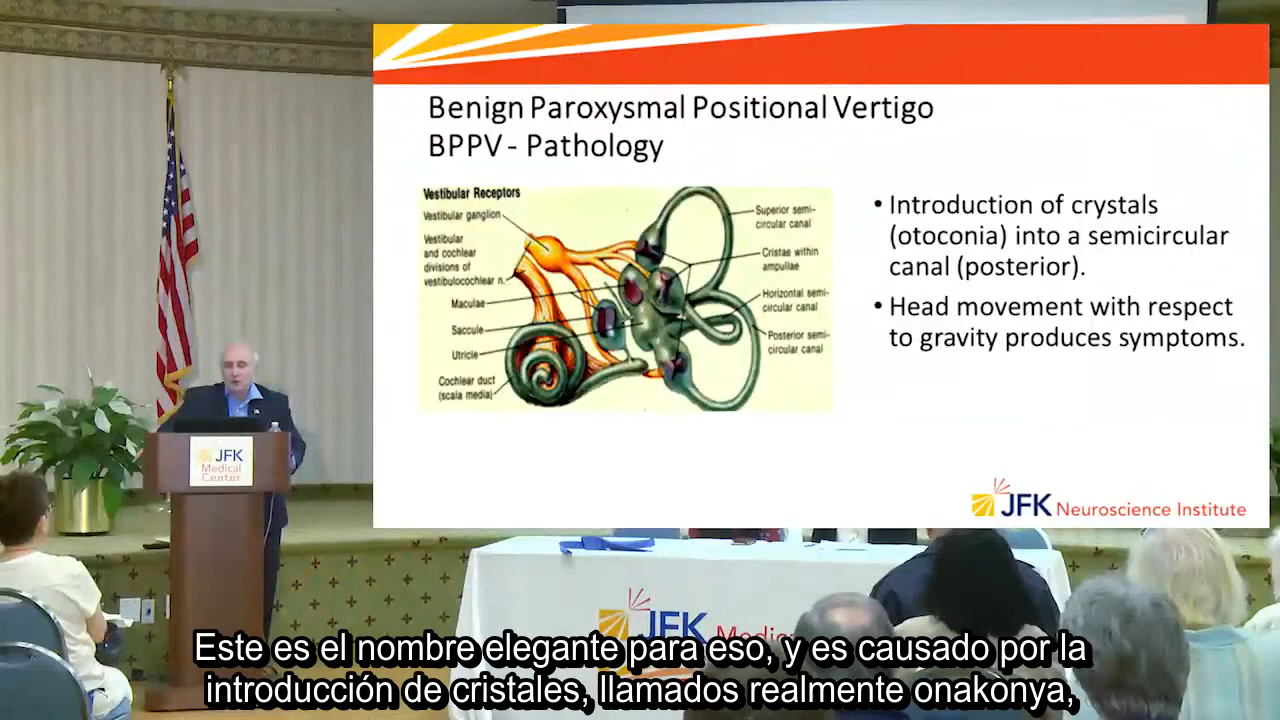 Benign Paroxysmal Positional Vertigo
BPPV - Pathology
Vestibular Receptors
Vestibular ganglion
Vestibular
and cochlear
divisions of
vestibulocochlear n.
Maculae
Saccule
Utricle
Cochlear duct
(scala media)
Superior semi-
circular canal
Cristae within
ampullae
Horizontal semi-
circular canal
Posterior semi-
circular canal
• Introduction of crystals
(otoconia) into a semicircular
canal (posterior).
• Head movement with respect
to gravity produces symptoms.
JFK Neuroscience Institute
JFK
Medical
Center
JFK
Este es el nombre elegante para eso, y es causado por la
introducción de cristales, llamados realmente onakonya,